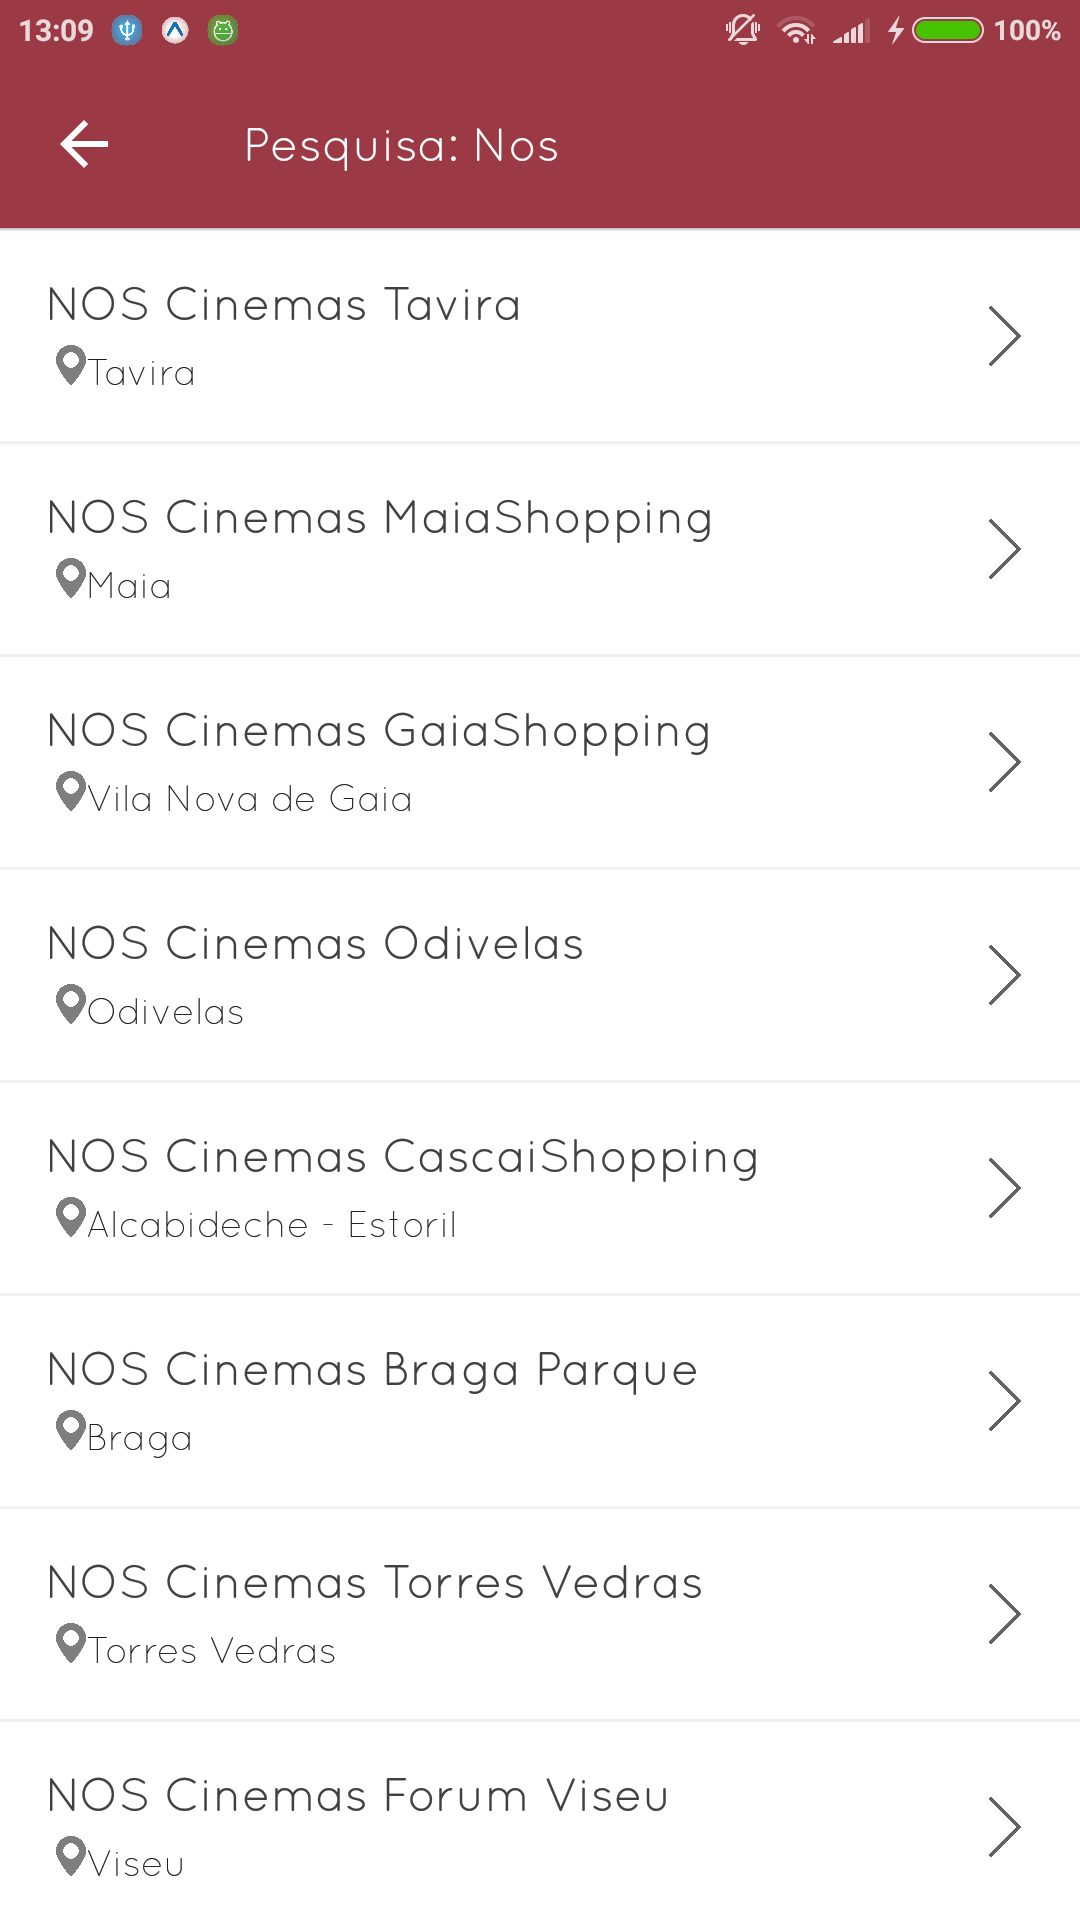 13:09 100%
Pesquisa: Nos
NOS Cinemas Tavira
Tavira
NOS Cinemas MaiaShopping
Maia
NOS Cinemas GaiaShopping
Vila Nova de Gaia
NOS Cinemas Odivelas
Odivelas
NOS Cinemas CascaiShopping
Alcabideche - Estoril
NOS Cinemas Braga Parque
Braga
NOS Cinemas Torres Vedras
Torres Vedras
NOS Cinemas Forum Viseu
Viseu